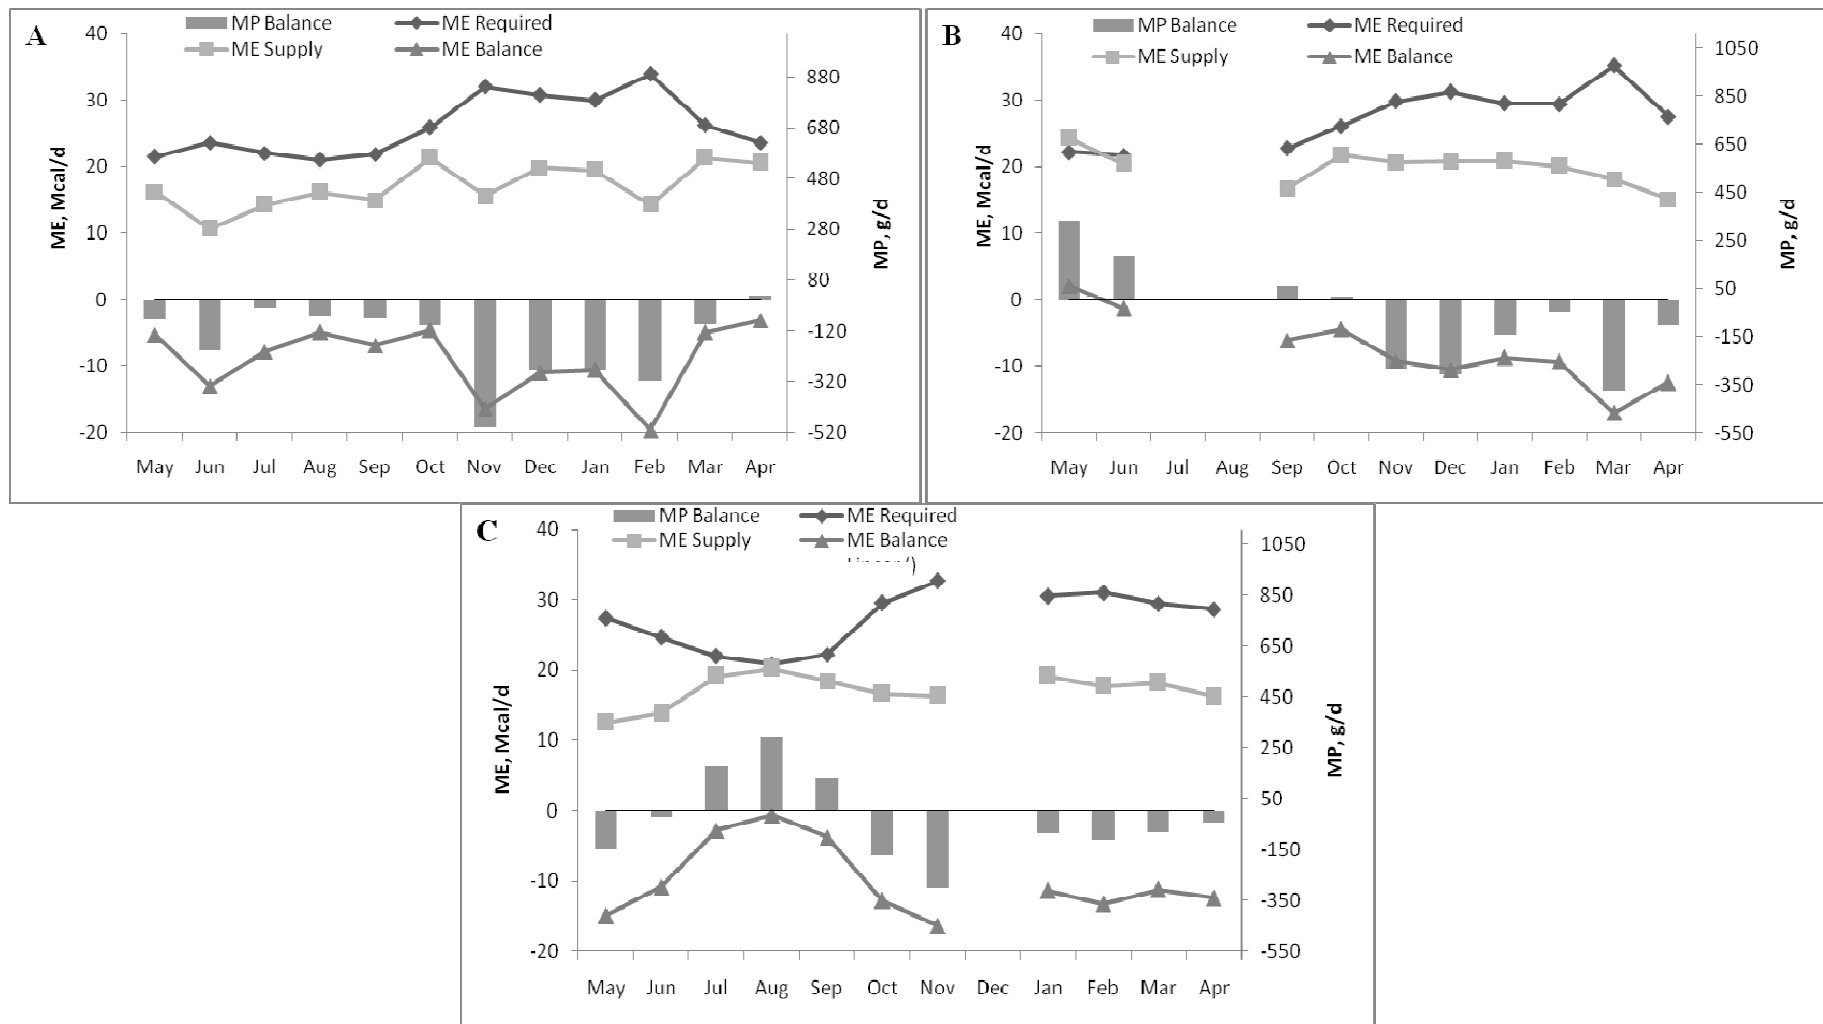 A
MP Balance
ME Required
ME Supply
ME Balance
40
30
20
10
0
-10
-20
ME, Mcal/d
880
680
480
280
80
-120
-320
-520
MP, g/d
May Jun Jul Aug Sep Oct Nov Dec Jan Feb Mar Apr
B
MP Balance
ME Required
ME Supply
ME Balance
40
30
20
10
0
-10
-20
ME, Mcal/d
1050
850
650
450
250
50
-150
-350
-550
MP, g/d
May Jun Jul Aug Sep Oct Nov Dec Jan Feb Mar Apr
C
MP Balance
ME Required
ME Supply
ME Balance
40
30
20
10
0
-10
-20
ME, Mcal/d
1050
850
650
450
250
50
-150
-350
-550
MP, g/d
May Jun Jul Aug Sep Oct Nov Dec Jan Feb Mar Apr